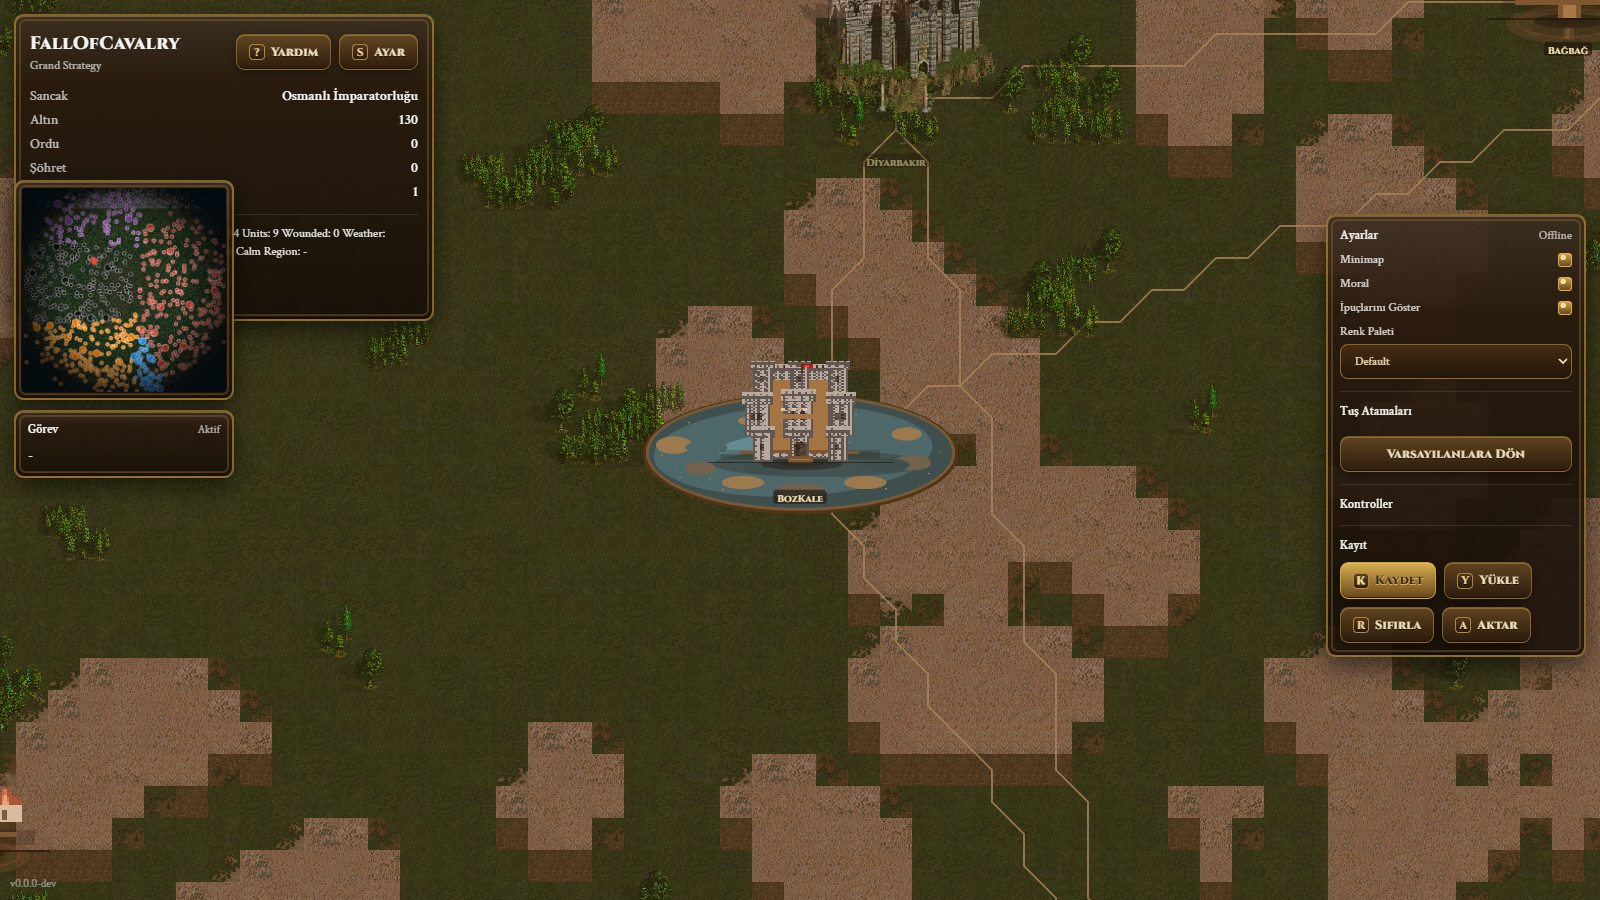 FallOfCavalry
Grand Strategy
? Yardım
S Ayar
Sancak Osmanlı İmparatorluğu
Altın 130
Ordu 0
Şöhret 0
1
4 Units: 9 Wounded: 0 Weather:
Calm Region: -
Görev Aktif
-
Diyarbakır
BozKale
Bağbağ
Ayarlar Offline
Minimap
Moral
İpuçlarını Göster
Renk Paleti
Default
Tuş Atamaları
Varsayılanlara Dön
Kontroller
Kayıt
K Kaydet
Y Yükle
R Sıfırla
A Aktar
v0.0.0-dev